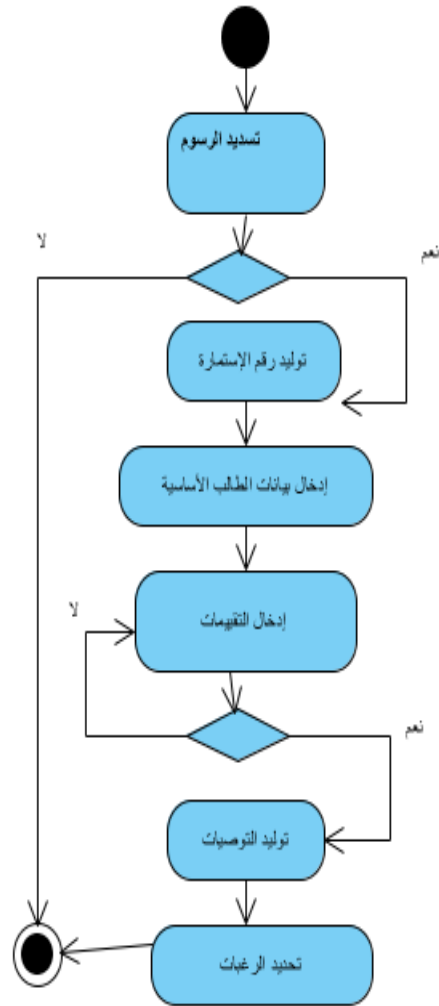 تسديد الرسوم
لا
نعم
توليد رقم الإستمارة
إدخال بيانات الطالب الأساسية
إدخال التقييمات
لا
نعم
توليد التوصيات
تحديد الرغبات